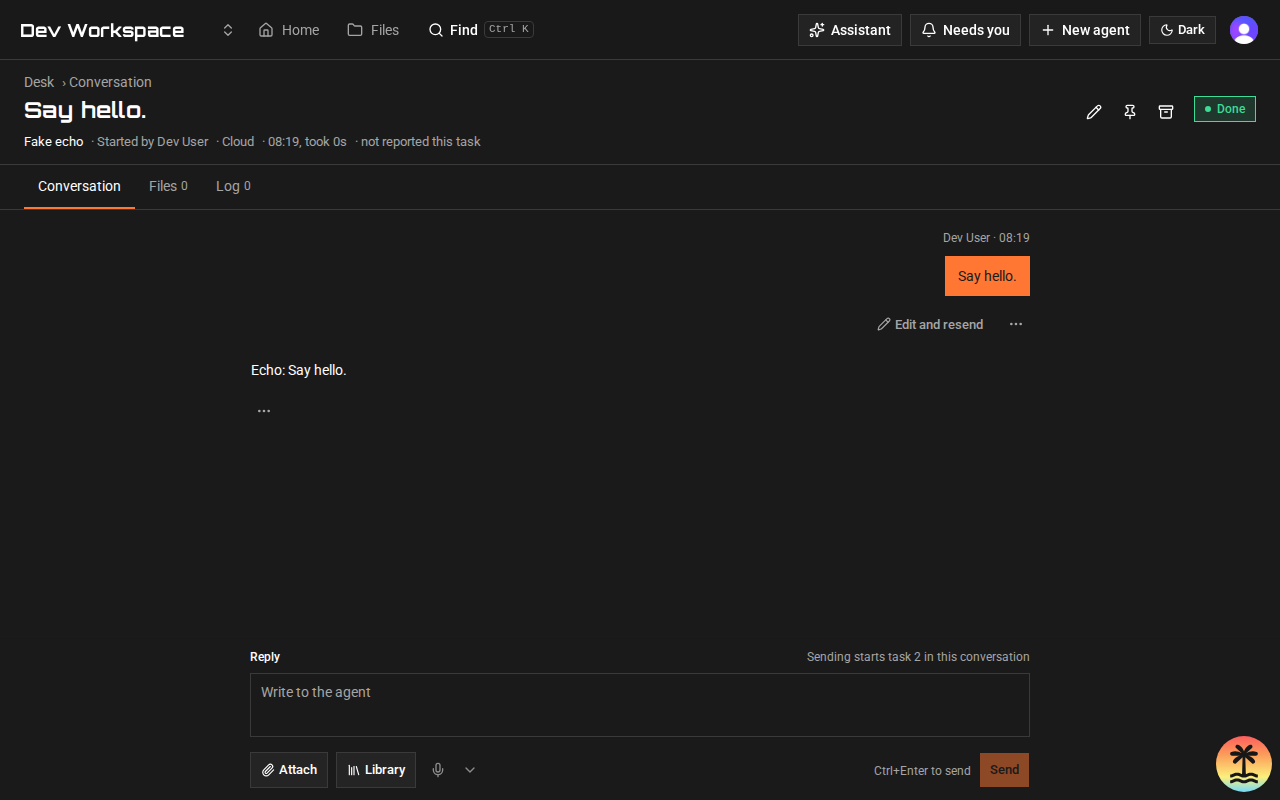 Dev Workspace
Home
Files
Find Ctrl K
Assistant
Needs you
New agent
Dark
Desk › Conversation
Say hello.
Fake echo · Started by Dev User · Cloud · 08:19, took 0s · not reported this task
Done
Conversation
Files 0
Log 0
Dev User · 08:19
Say hello.
Edit and resend
Echo: Say hello.
Reply
Sending starts task 2 in this conversation
Write to the agent
Attach
Library
Ctrl+Enter to send
Send